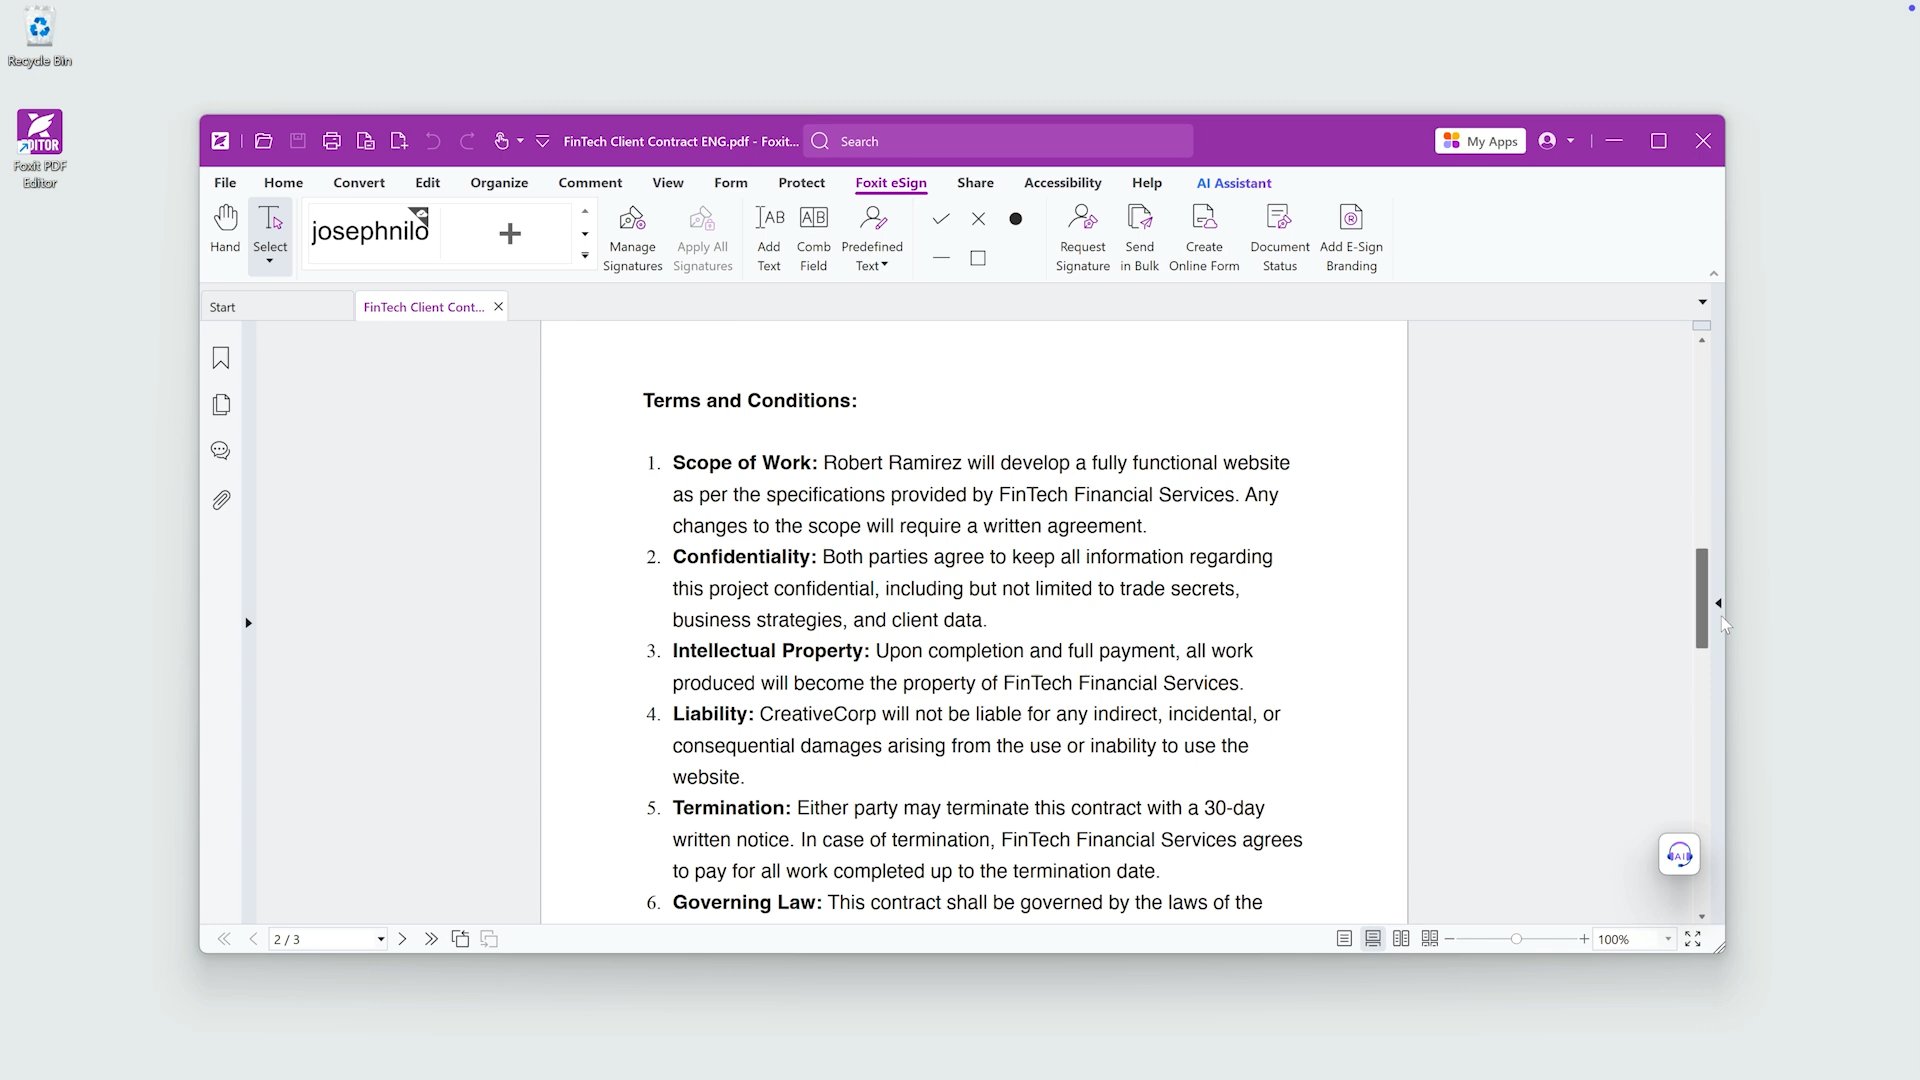 Recycle Bin
EDITOR
Foxit PDF
Editor
FinTech Client Contract ENG.pdf - Foxit...
Search
My Apps
File Home Convert Edit Organize Comment View Form Protect Foxit eSign Share Accessibility Help AI Assistant
Hand
Select
josephnilo
Manage
Signatures
Apply All
Signatures
AB
Add
Text
AB
Comb
Field
Predefined
Text
Request
Signature
Send
in Bulk
Create
Online Form
Document
Status
Add E-Sign
Branding
Start
FinTech Client Cont...
Terms and Conditions:
1. Scope of Work: Robert Ramirez will develop a fully functional website
as per the specifications provided by FinTech Financial Services. Any
changes to the scope will require a written agreement.
2. Confidentiality: Both parties agree to keep all information regarding
this project confidential, including but not limited to trade secrets,
business strategies, and client data.
3. Intellectual Property: Upon completion and full payment, all work
produced will become the property of FinTech Financial Services.
4. Liability: CreativeCorp will not be liable for any indirect, incidental, or
consequential damages arising from the use or inability to use the
website.
5. Termination: Either party may terminate this contract with a 30-day
written notice. In case of termination, FinTech Financial Services agrees
to pay for all work completed up to the termination date.
6. Governing Law: This contract shall be governed by the laws of the
AI
2 / 3
100%